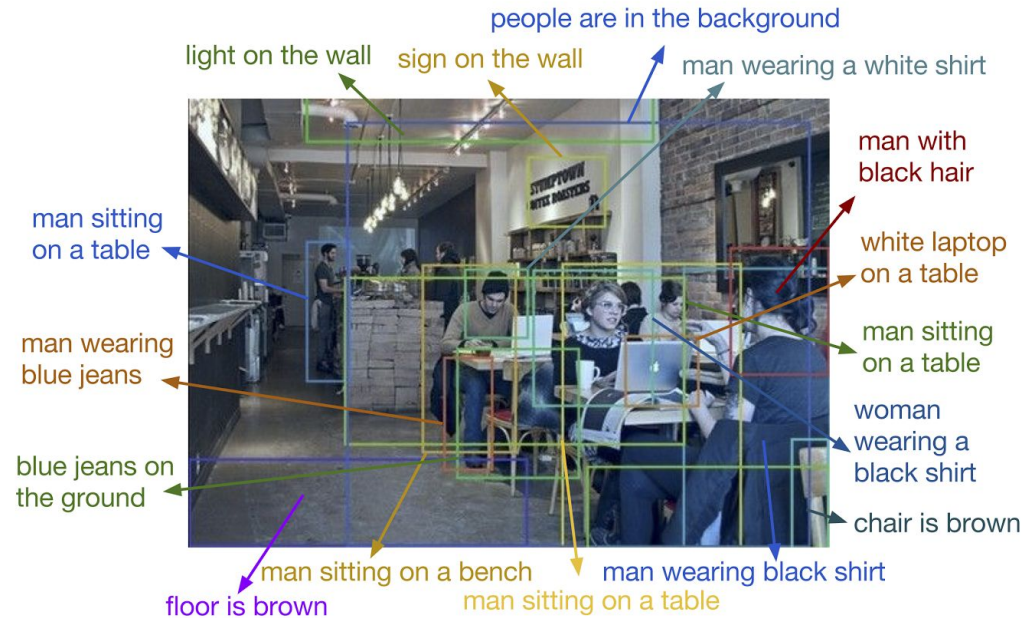 people are in the background
light on the wall
sign on the wall
man wearing a white shirt
man with
black hair
STUMPTOWN
COFFEE ROASTERS
man sitting
on a table
white laptop
on a table
man wearing
blue jeans
man sitting
on a table
woman
wearing a
black shirt
blue jeans on
the ground
chair is brown
man sitting on a bench
man wearing black shirt
man sitting on a table
floor is brown